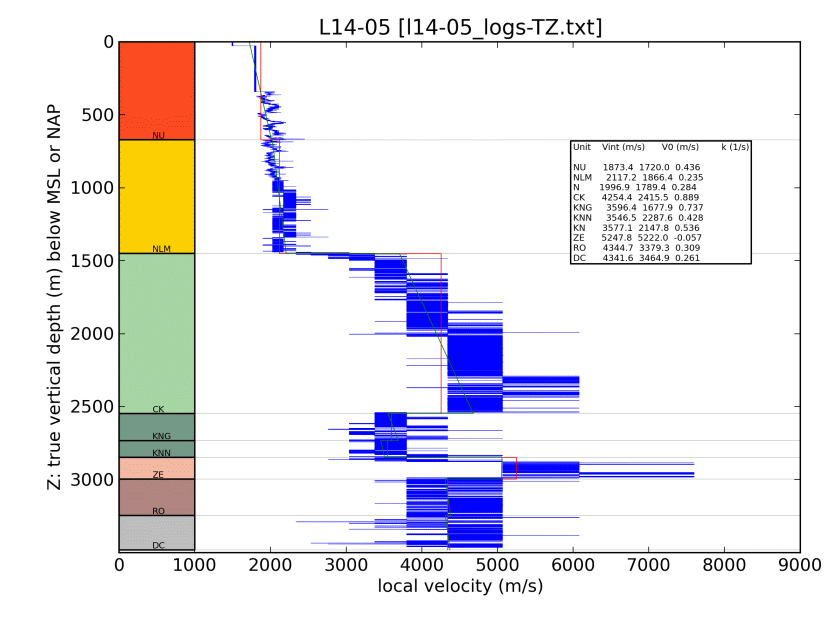 L14-05 [l14-05_logs-TZ.txt]
Z: true vertical depth (m) below MSL or NAP
0
500
1000
1500
2000
2500
3000
NU
NLM
CK
KNG
KNN
ZE
RO
DC
Unit Vint (m/s) V0 (m/s) k (1/s)
NU 1873.4 1720.0 0.436
NLM 2117.2 1866.4 0.235
N 1996.9 1789.4 0.284
CK 4254.4 2415.5 0.889
KNG 3596.4 1677.9 0.737
KNN 3546.5 2287.6 0.428
KN 3577.1 2147.8 0.536
ZE 5247.8 5222.0 -0.057
RO 4344.7 3379.3 0.309
DC 4341.6 3464.9 0.261
0 1000 2000 3000 4000 5000 6000 7000 8000 9000
local velocity (m/s)